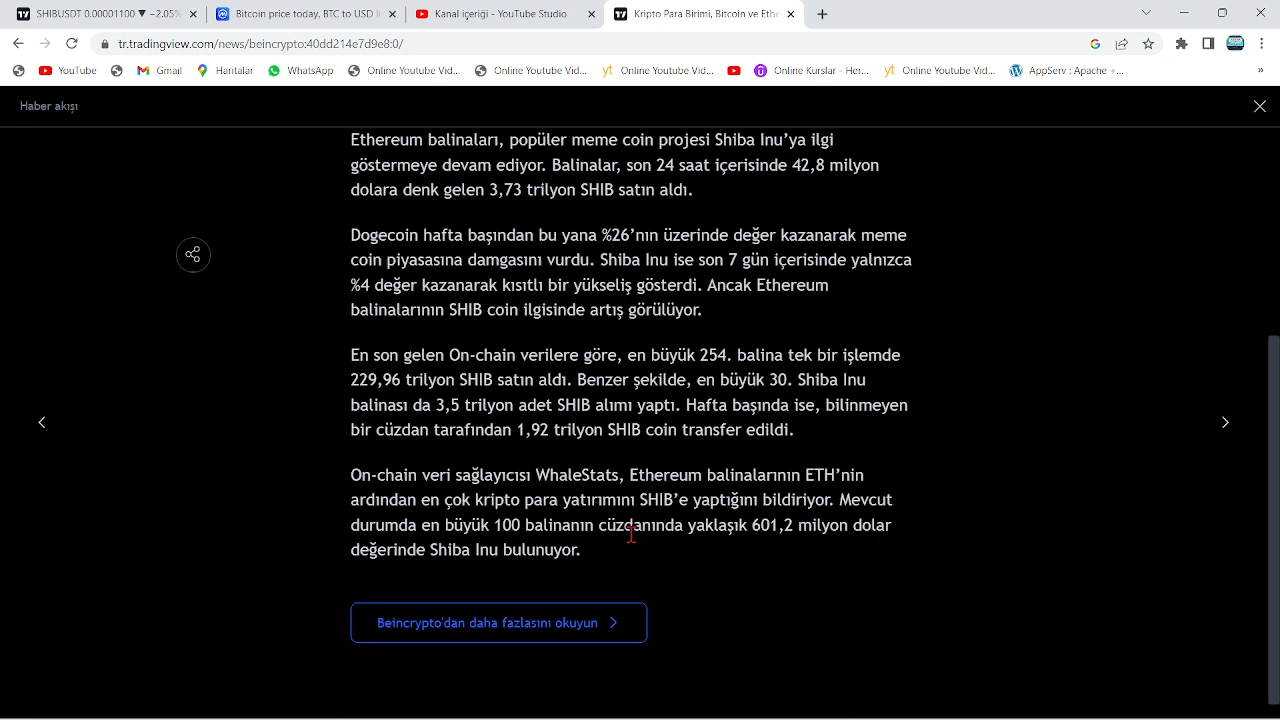 SHIBUSDT 0.00001100 ▼ −2.05%
Bitcoin price today, BTC to USD li
Kanal içeriği - YouTube Studio
Kripto Para Birimi, Bitcoin ve Ethe
tr.tradingview.com/news/beincrypto:40dd214e7d9e8:0/
YouTube
Gmail
Haritalar
WhatsApp
Online Youtube Vid...
Online Youtube Vid...
Online Youtube Vid...
Online Kurslar - Her...
Online Youtube Vid...
AppServ : Apache +...
»
Haber akışı
Ethereum balinaları, popüler meme coin projesi Shiba Inu’ya ilgi
göstermeye devam ediyor. Balinalar, son 24 saat içerisinde 42,8 milyon
dolara denk gelen 3,73 trilyon SHIB satın aldı.
Dogecoin hafta başından bu yana %26’nın üzerinde değer kazanarak meme
coin piyasasına damgasını vurdu. Shiba Inu ise son 7 gün içerisinde yalnızca
%4 değer kazanarak kısıtlı bir yükseliş gösterdi. Ancak Ethereum
balinalarının SHIB coin ilgisinde artış görülüyor.
En son gelen On-chain verilere göre, en büyük 254. balina tek bir işlemde
229,96 trilyon SHIB satın aldı. Benzer şekilde, en büyük 30. Shiba Inu
balinası da 3,5 trilyon adet SHIB alımı yaptı. Hafta başında ise, bilinmeyen
bir cüzdan tarafından 1,92 trilyon SHIB coin transfer edildi.
On-chain veri sağlayıcısı WhaleStats, Ethereum balinalarının ETH’nin
ardından en çok kripto para yatırımını SHIB’e yaptığını bildiriyor. Mevcut
durumda en büyük 100 balinanın cüzdanında yaklaşık 601,2 milyon dolar
değerinde Shiba Inu bulunuyor.
Beincrypto'dan daha fazlasını okuyun